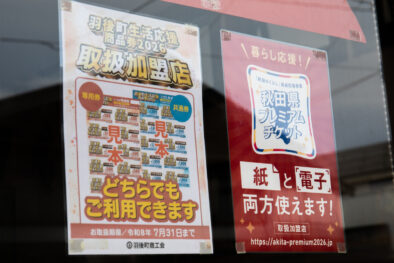 羽後町生活応援
商品券2026
取扱加盟店
専用券
共通券
見本
見本
どちらでも
ご利用できます
お取扱期限／令和8年 7月31日まで
羽後町商工会
暮らし応援！
秋田県
プレミアム
チケット
紙と電子
両方使えます！
取扱加盟店
https://akita-premium2026.jp